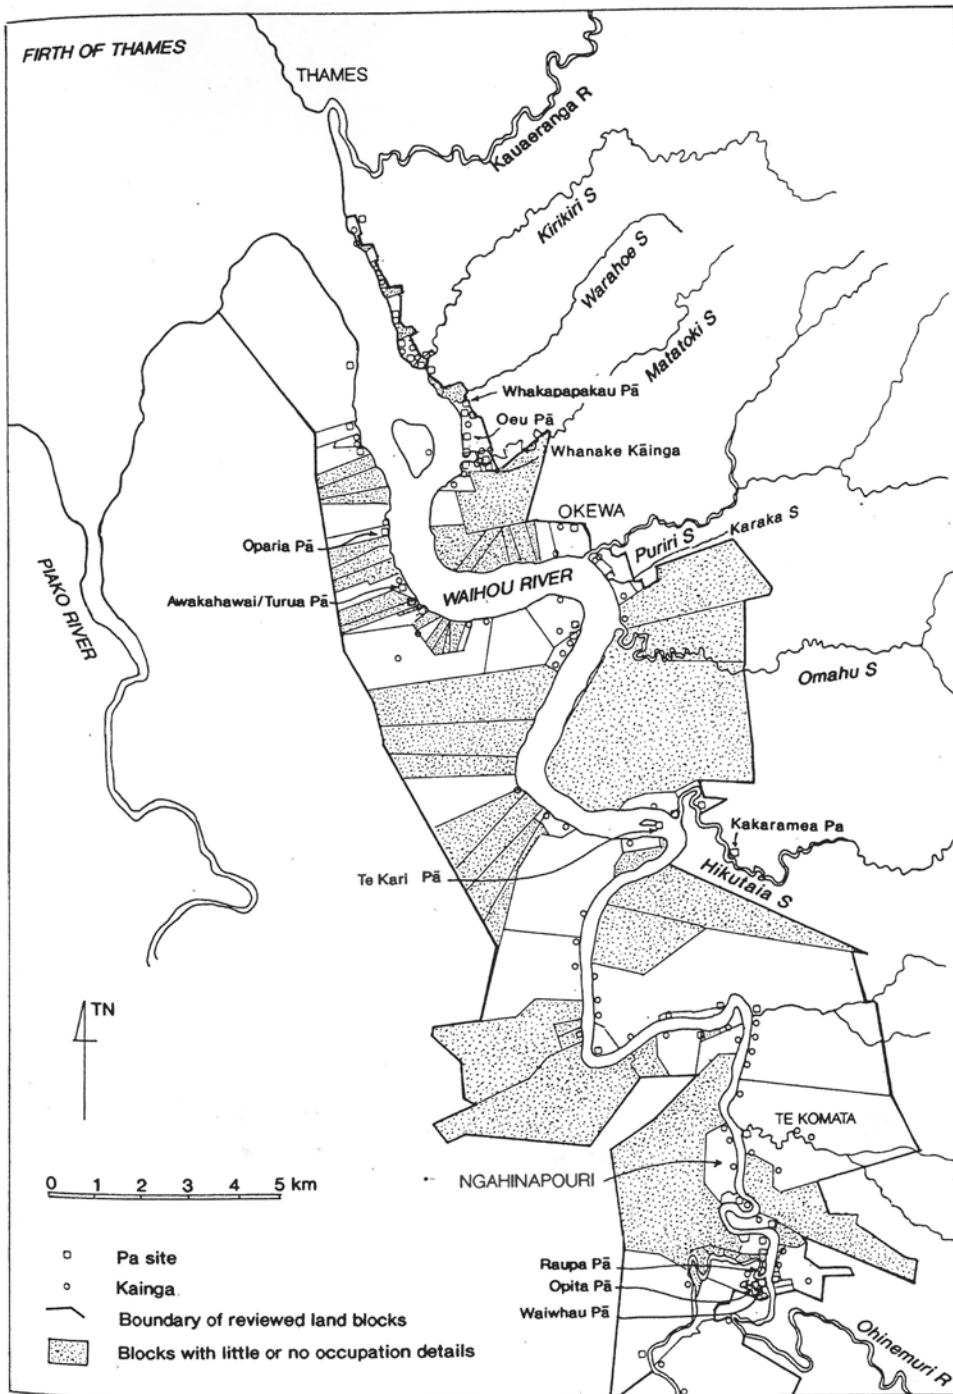 FIRTH OF THAMES
THAMES
Kauaeranga R
Kirikiri S
Warahoe S
Matatoki S
Whakapapakau Pā
Oeu Pā
Whanake Kāinga
OKEWA
Puriri S
Karaka S
Oparia Pā
WAIHOU RIVER
Awakahawai/Turua Pā
PIAKO RIVER
Omahu S
Kakaramea Pa
Te Kari Pā
Hikutaia S
TN
TE KOMATA
NGAHINAPOURI
0 1 2 3 4 5 km
Raupa Pā
Opita Pā
Waiwhau Pā
Ohinemuri R
Pa site
Kainga
Boundary of reviewed land blocks
Blocks with little or no occupation details